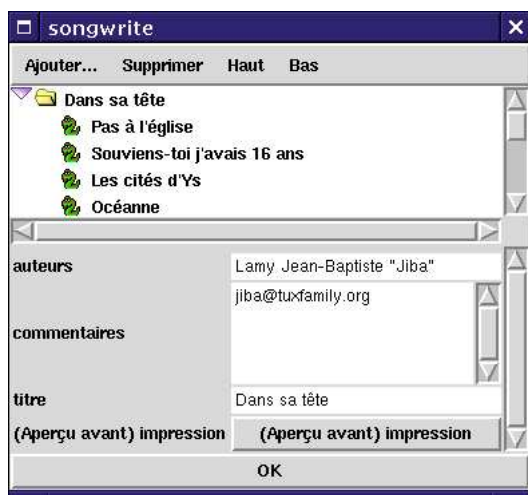 songwrite
Ajouter... Supprimer Haut Bas
Dans sa tête
Pas à l'église
Souviens-toi j'avais 16 ans
Les cités d'Ys
Océanne
auteurs Lamy Jean-Baptiste "Jiba"
commentaires jiba@tuxfamily.org
titre Dans sa tête
(Aperçu avant) impression (Aperçu avant) impression
OK